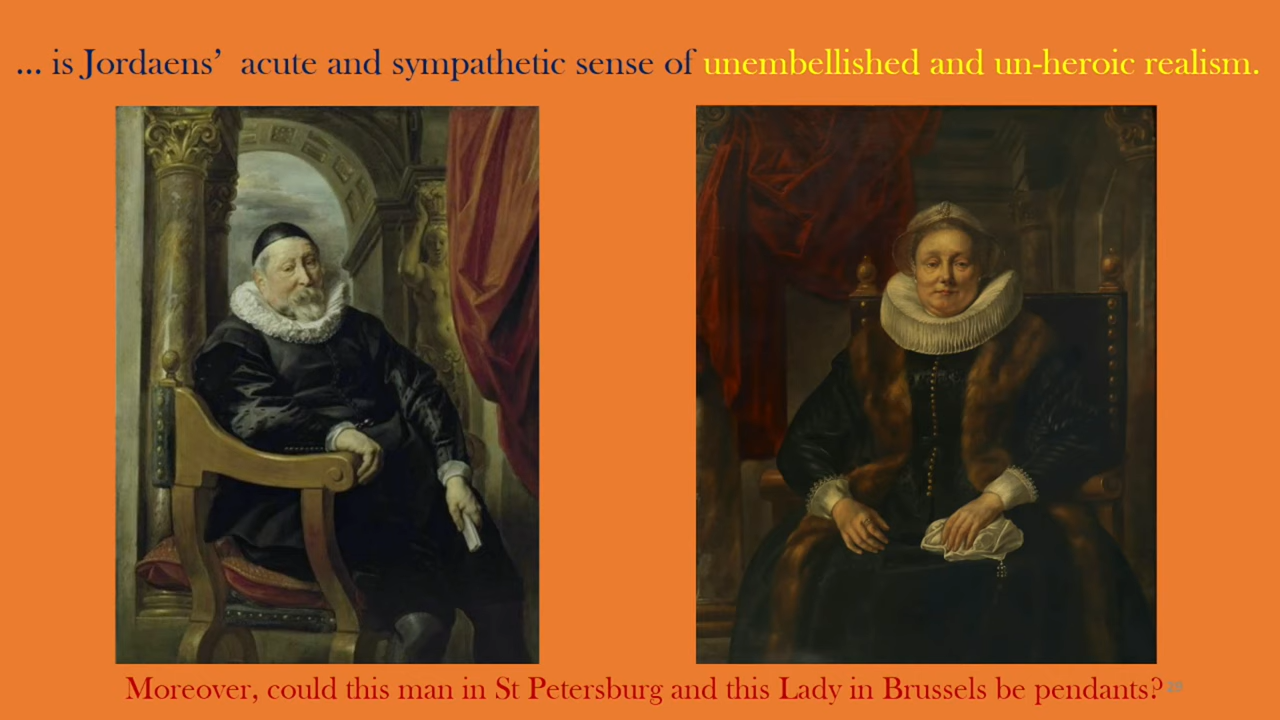 ... is Jordaens’ acute and sympathetic sense of unembellished and un-heroic realism.
Moreover, could this man in St Petersburg and this Lady in Brussels be pendants? 29